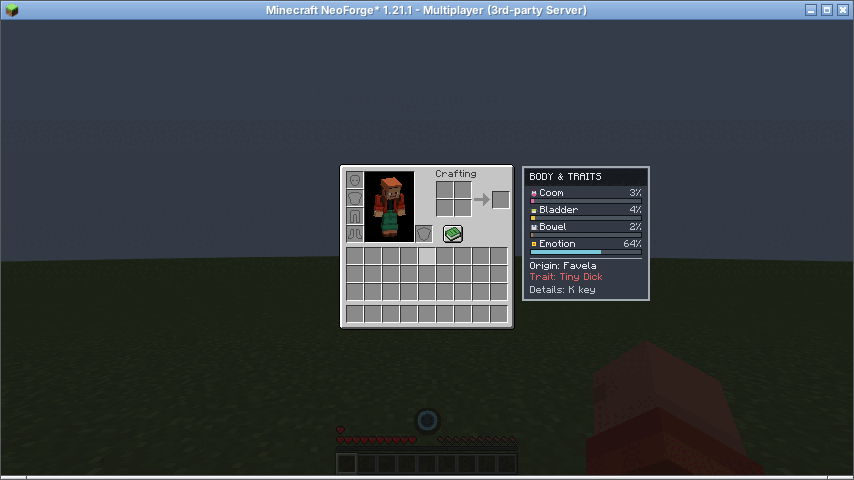 Minecraft NeoForge* 1.21.1 - Multiplayer (3rd-party Server)
Crafting
BODY & TRAITS
Coom 3%
Bladder 4%
Bowel 2%
Emotion 64%
Origin: Favela
Trait: Tiny Dick
Details: K key